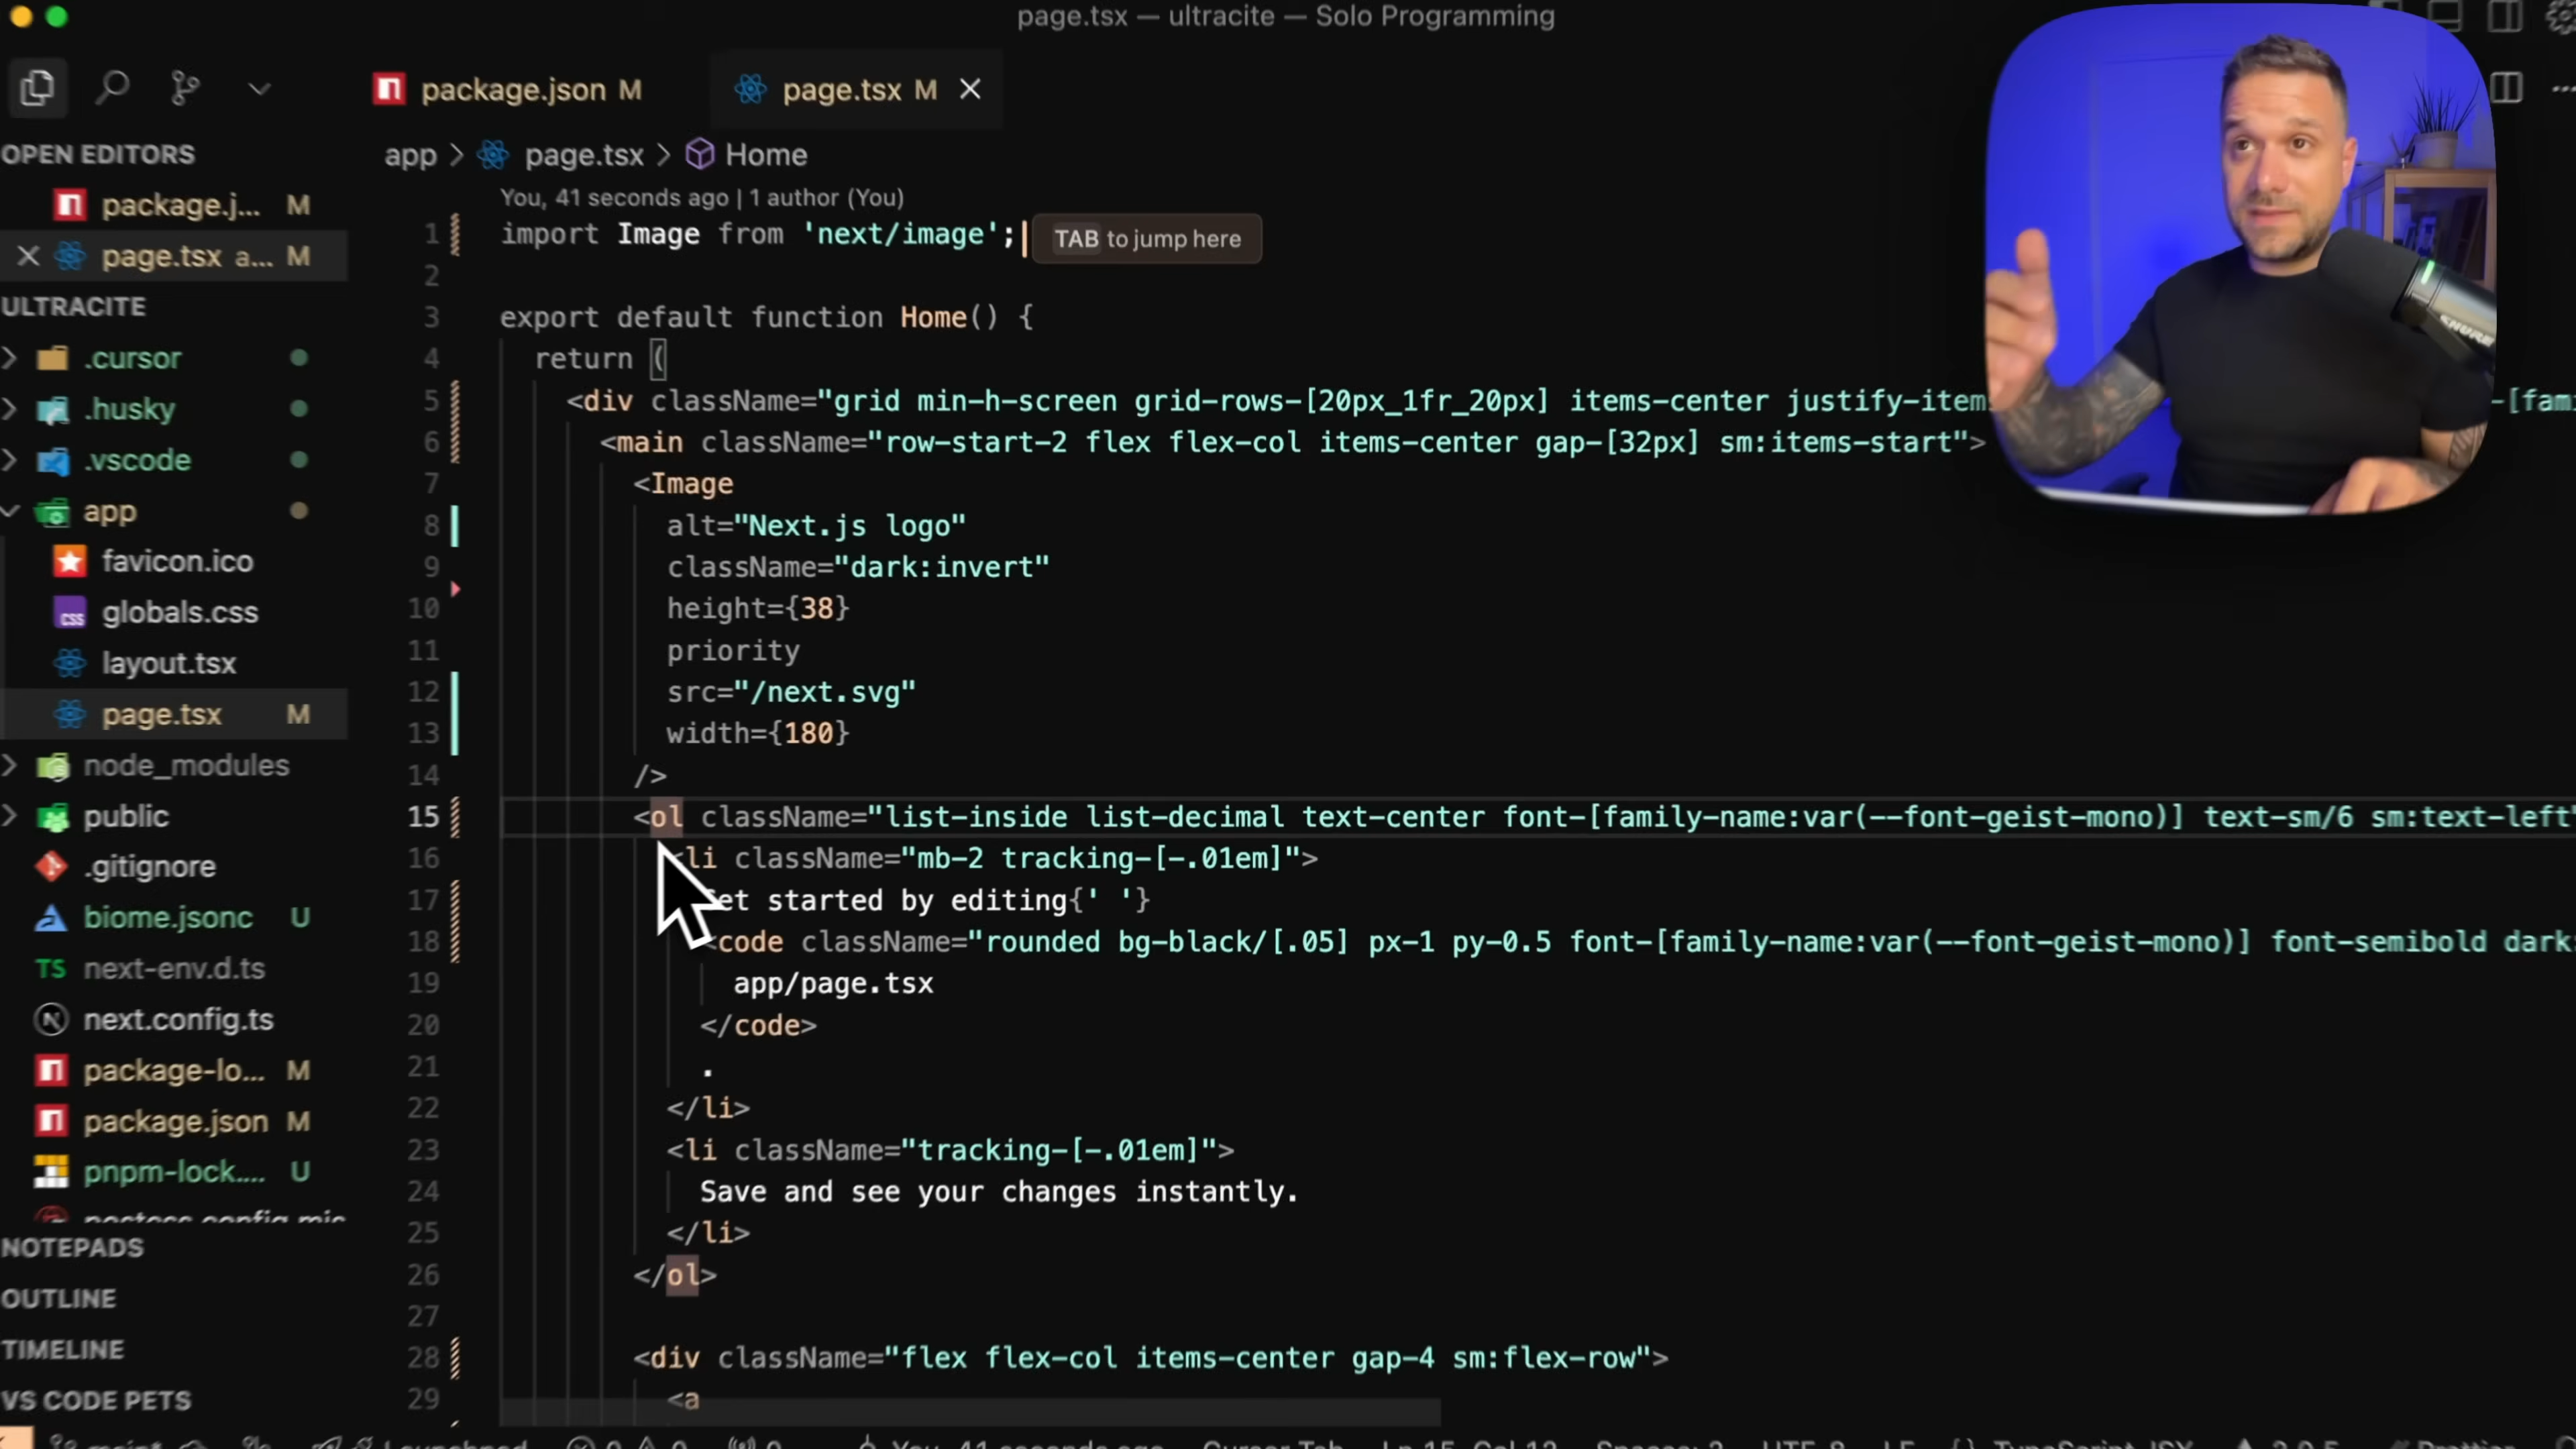 page.tsx — ultracite — Solo Programming
package.json M
page.tsx M
OPEN EDITORS
package.j... M
page.tsx a... M
ULTRACITE
.cursor
.husky
.vscode
app
favicon.ico
globals.css
layout.tsx
page.tsx M
node_modules
public
.gitignore
biome.jsonc U
TS next-env.d.ts
next.config.ts
package-lo... M
package.json M
pnpm-lock.... U
postcss.config.mjs
NOTEPADS
OUTLINE
TIMELINE
VS CODE PETS
app > page.tsx > Home
You, 41 seconds ago | 1 author (You)
1 import Image from 'next/image'; TAB to jump here
2
3 export default function Home() {
4 return (
5 <div className="grid min-h-screen grid-rows-[20px_1fr_20px] items-center justify-item
6 <main className="row-start-2 flex flex-col items-center gap-[32px] sm:items-start">
7 <Image
8 alt="Next.js logo"
9 className="dark:invert"
10 height={38}
11 priority
12 src="/next.svg"
13 width={180}
14 />
15 <ol className="list-inside list-decimal text-center font-[family-name:var(--font-geist-mono)] text-sm/6 sm:text-left"
16 <li className="mb-2 tracking-[-.01em]">
17 et started by editing{' '}
18 <code className="rounded bg-black/[.05] px-1 py-0.5 font-[family-name:var(--font-geist-mono)] font-semibold dark:
19 app/page.tsx
20 </code>
21 .
22 </li>
23 <li className="tracking-[-.01em]">
24 Save and see your changes instantly.
25 </li>
26 </ol>
27
28 <div className="flex flex-col items-center gap-4 sm:flex-row">
29 <a
SHURE